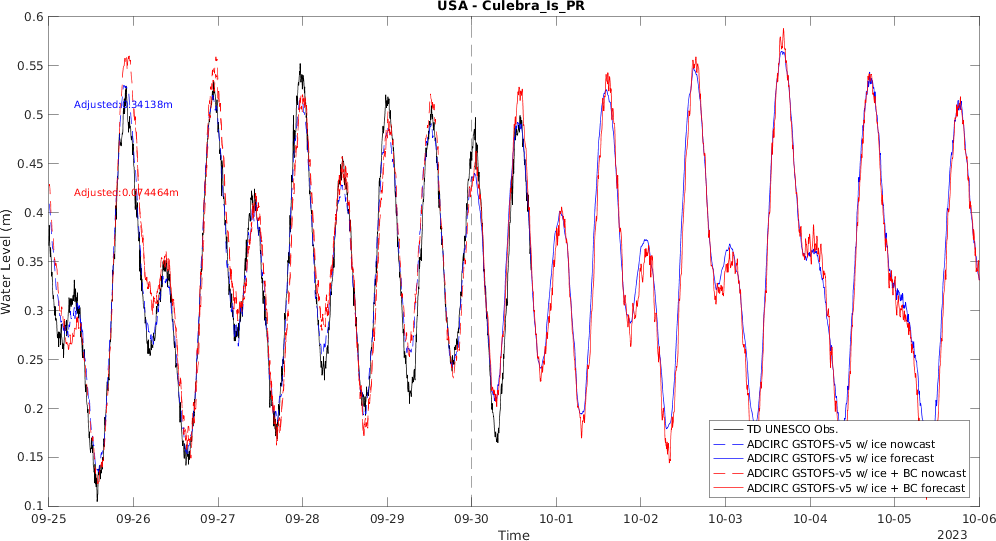 USA - Culebra_Is_PR
0.6
0.55
0.5
0.45
0.4
0.35
0.3
0.25
0.2
0.15
0.1
Water Level (m)
Adjusted:0.34138m
Adjusted:0.074464m
TD UNESCO Obs.
ADCIRC GSTOFS-v5 w/ ice nowcast
ADCIRC GSTOFS-v5 w/ ice forecast
ADCIRC GSTOFS-v5 w/ ice + BC nowcast
ADCIRC GSTOFS-v5 w/ ice + BC forecast
09-25 09-26 09-27 09-28 09-29 09-30 10-01 10-02 10-03 10-04 10-05 10-06
Time
2023